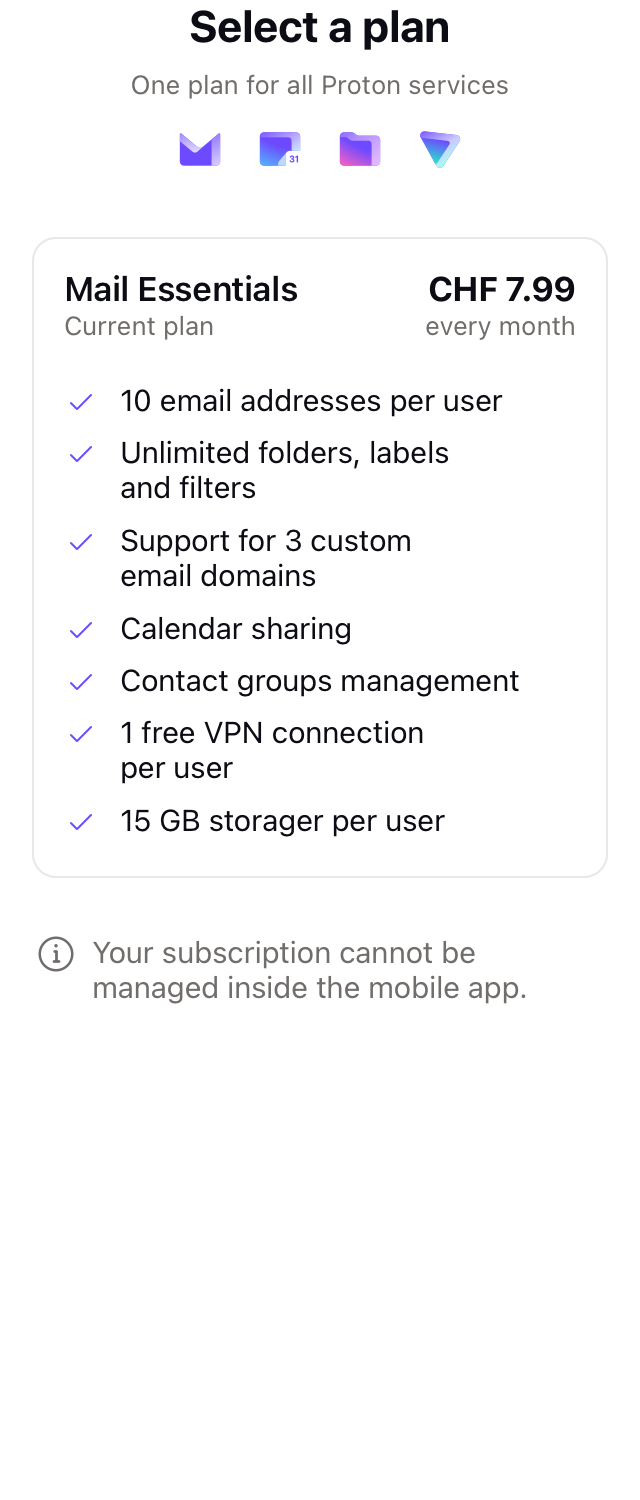 Select a plan
One plan for all Proton services
31
Mail Essentials
CHF 7.99
Current plan
every month
10 email addresses per user
Unlimited folders, labels
and filters
Support for 3 custom
email domains
Calendar sharing
Contact groups management
1 free VPN connection
per user
15 GB storager per user
Your subscription cannot be
managed inside the mobile app.